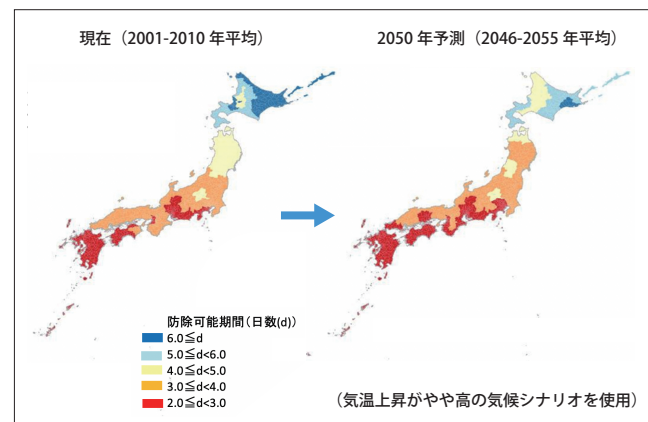 現在（2001-2010 年平均）
2050 年予測（2046-2055 年平均）
防除可能期間（日数(d)）
6.0≦d
5.0≦d<6.0
4.0≦d<5.0
3.0≦d<4.0
2.0≦d<3.0
（気温上昇がやや高の気候シナリオを使用）